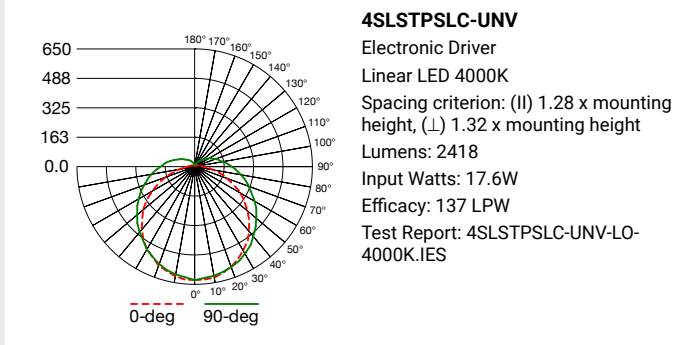 650
488
325
163
0.0
180°
170°
160°
150°
140°
130°
120°
110°
100°
90°
80°
70°
60°
50°
40°
30°
20°
10°
0°
0-deg
90-deg
4SLSTPSLC-UNV
Electronic Driver
Linear LED 4000K
Spacing criterion: (II) 1.28 x mounting
height, (⊥) 1.32 x mounting height
Lumens: 2418
Input Watts: 17.6W
Efficacy: 137 LPW
Test Report: 4SLSTPSLC-UNV-LO-
4000K.IES